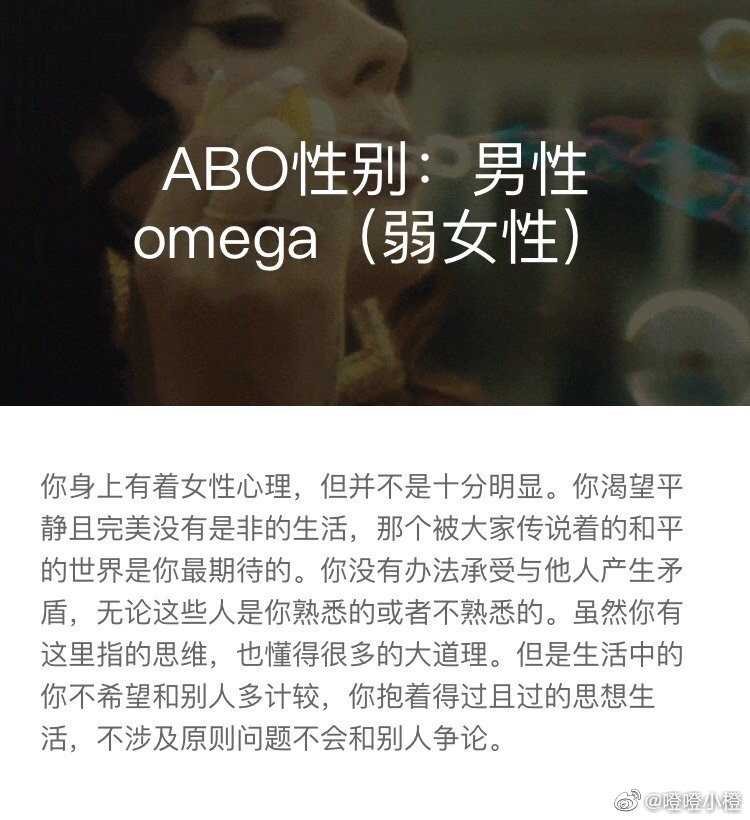 ABO性别：男性
omega（弱女性）
你身上有着女性心理，但并不是十分明显。你渴望平
静且完美没有是非的生活，那个被大家传说着的和平
的世界是你最期待的。你没有办法承受与他人产生矛
盾，无论这些人是你熟悉的或者不熟悉的。虽然你有
这里指的思维，也懂得很多的大道理。但是生活中的
你不希望和别人多计较，你抱着得过且过的思想生
活，不涉及原则问题不会和别人争论。
@噔噔小橙